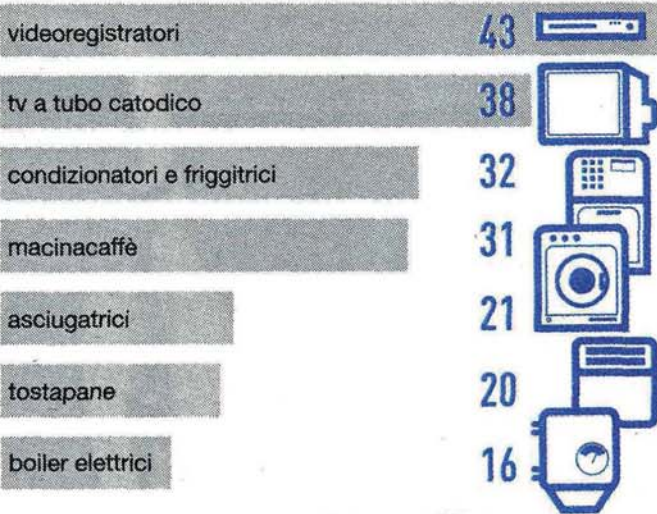 videoregistratori 43
tv a tubo catodico 38
condizionatori e friggitrici 32
macinacaffè 31
asciugatrici 21
tostapane 20
boiler elettrici 16